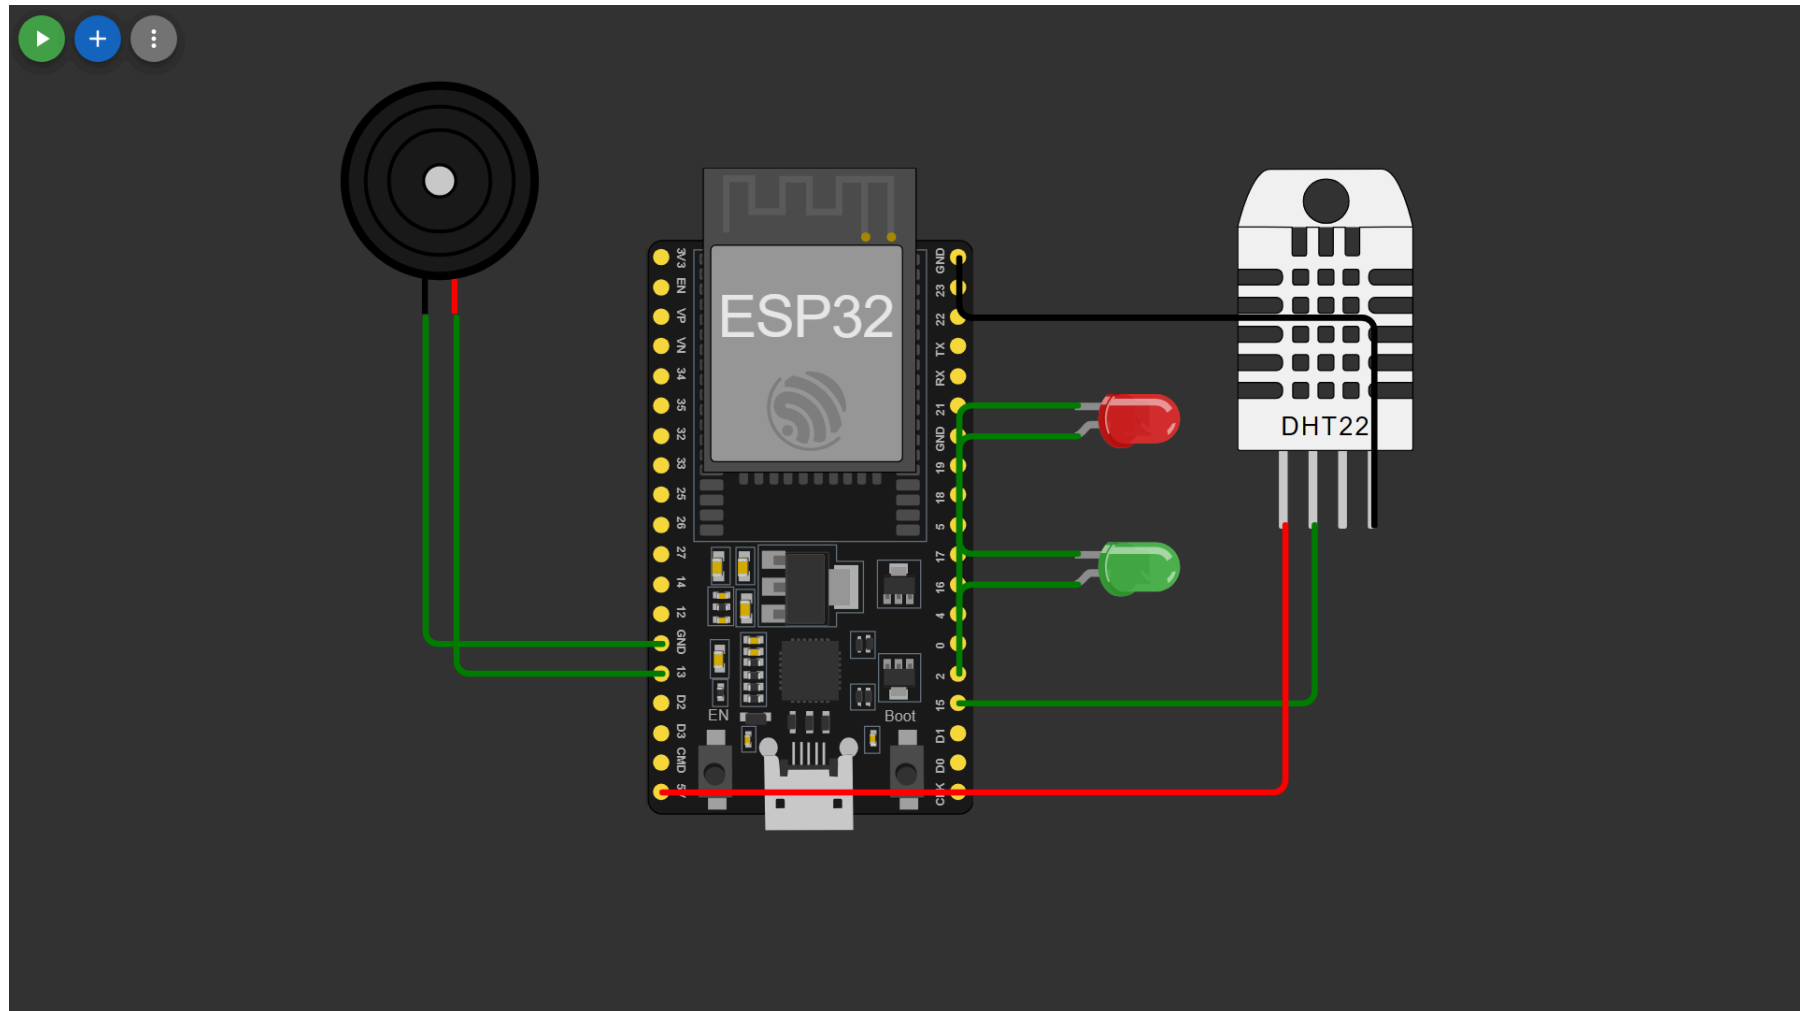 3V3
EN
VP
VN
34
35
32
33
25
26
27
14
12
GND
13
D2
D3
CMD
ESP32
EN
Boot
GND
23
22
TX
RX
21
GND
19
18
5
17
16
4
0
2
15
D1
D0
CLK
DHT22